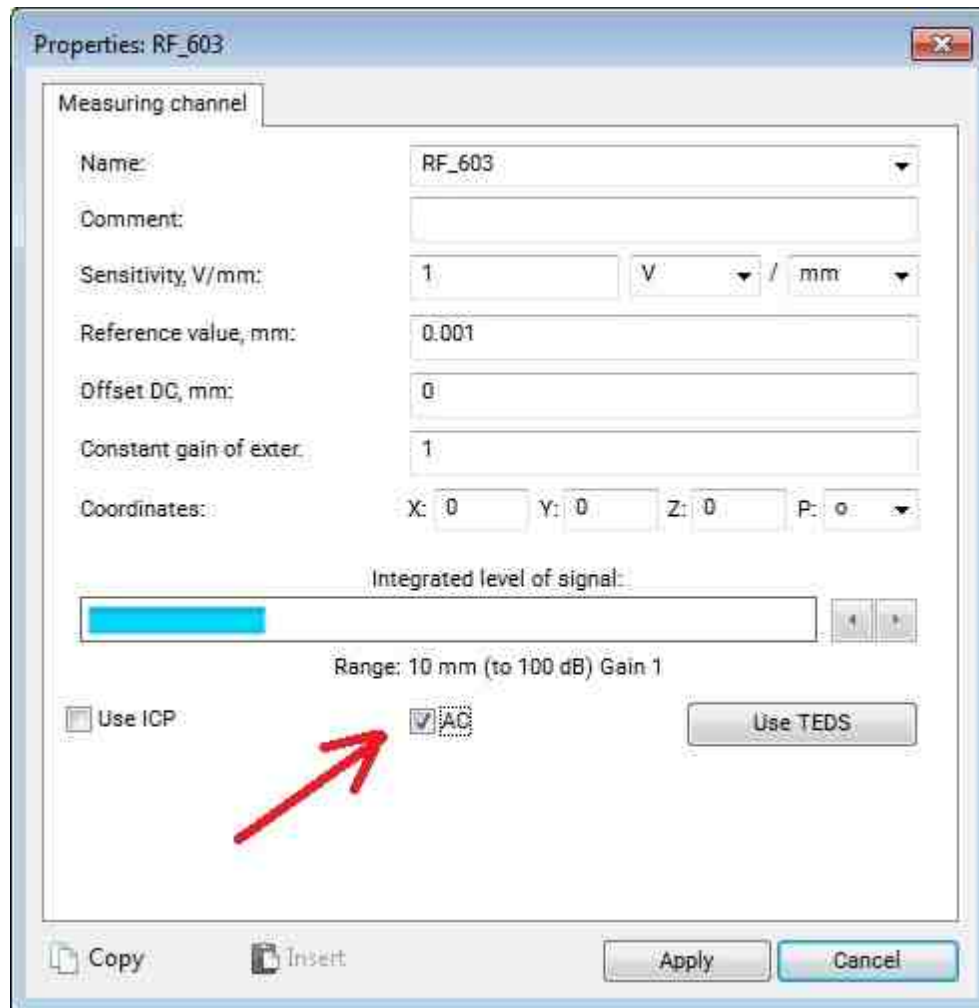 Properties: RF_603
Measuring channel
Name: RF_603
Comment:
Sensitivity, V/mm: 1 V / mm
Reference value, mm: 0.001
Offset DC, mm: 0
Constant gain of exter. 1
Coordinates: X: 0 Y: 0 Z: 0 P: o
Integrated level of signal:
Range: 10 mm (to 100 dB) Gain 1
Use ICP AC Use TEDS
Copy Insert Apply Cancel